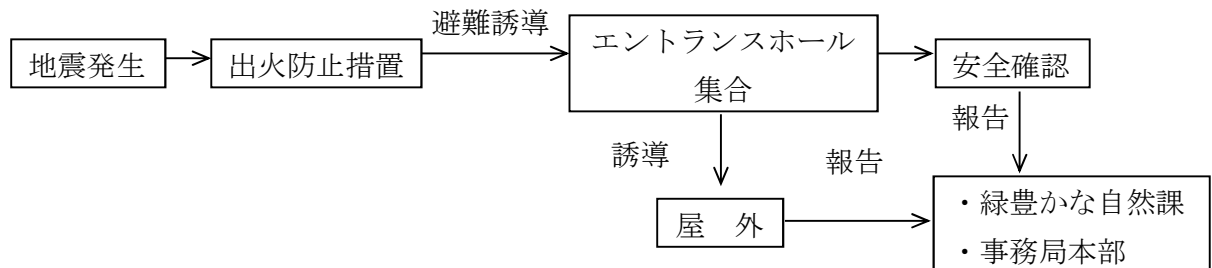 避難誘導
地震発生
出火防止措置
エントランスホール
集合
安全確認
誘導
報告
報告
屋　外
・緑豊かな自然課
・事務局本部